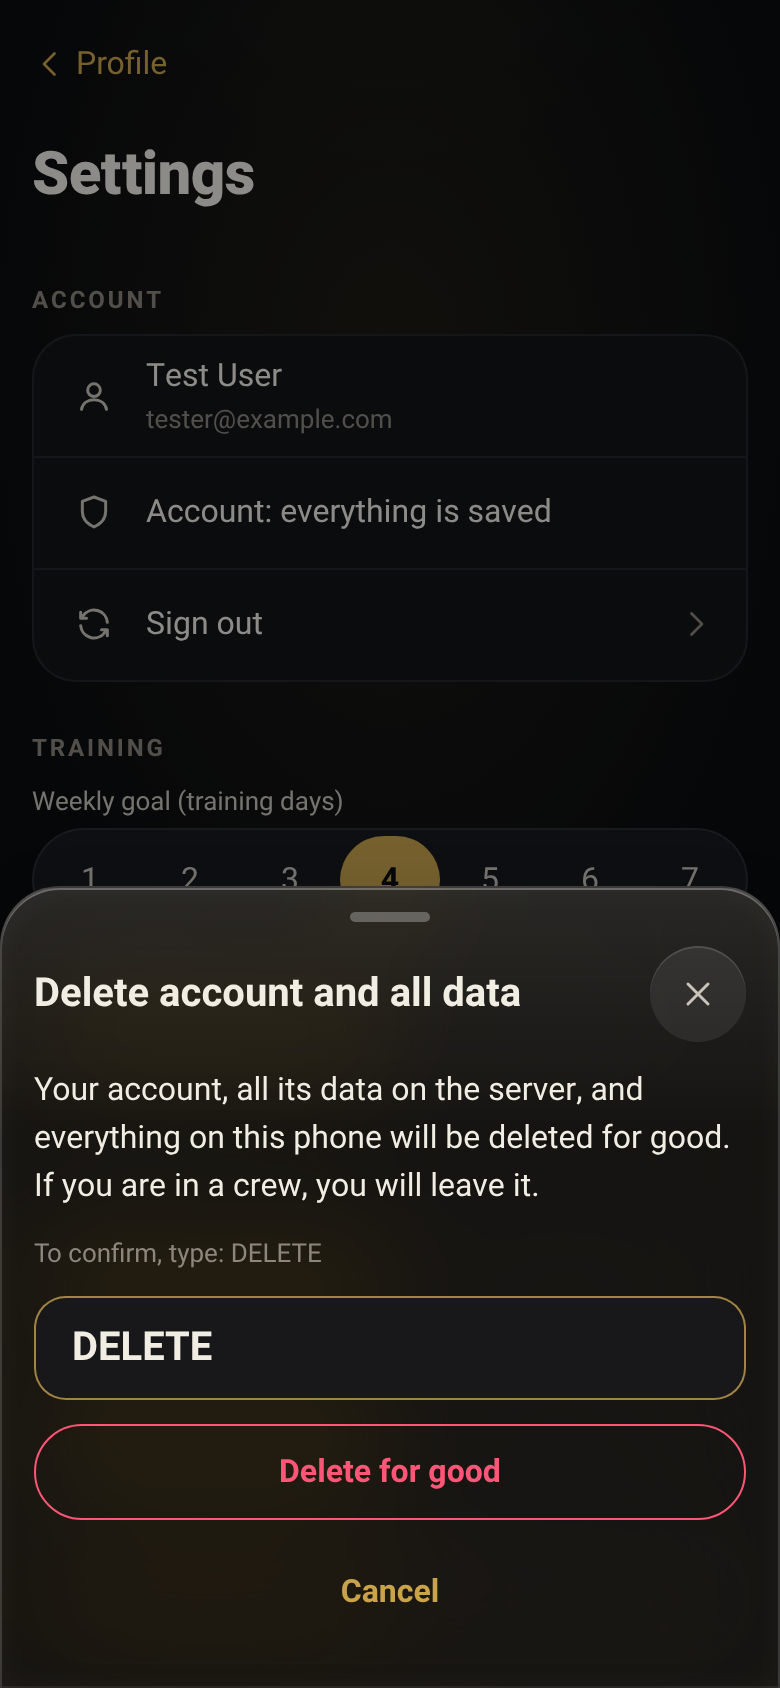 Profile
Settings
ACCOUNT
Test User
tester@example.com
Account: everything is saved
Sign out
TRAINING
Weekly goal (training days)
1 2 3 4 5 6 7
Delete account and all data
Your account, all its data on the server, and
everything on this phone will be deleted for good.
If you are in a crew, you will leave it.
To confirm, type: DELETE
DELETE
Delete for good
Cancel